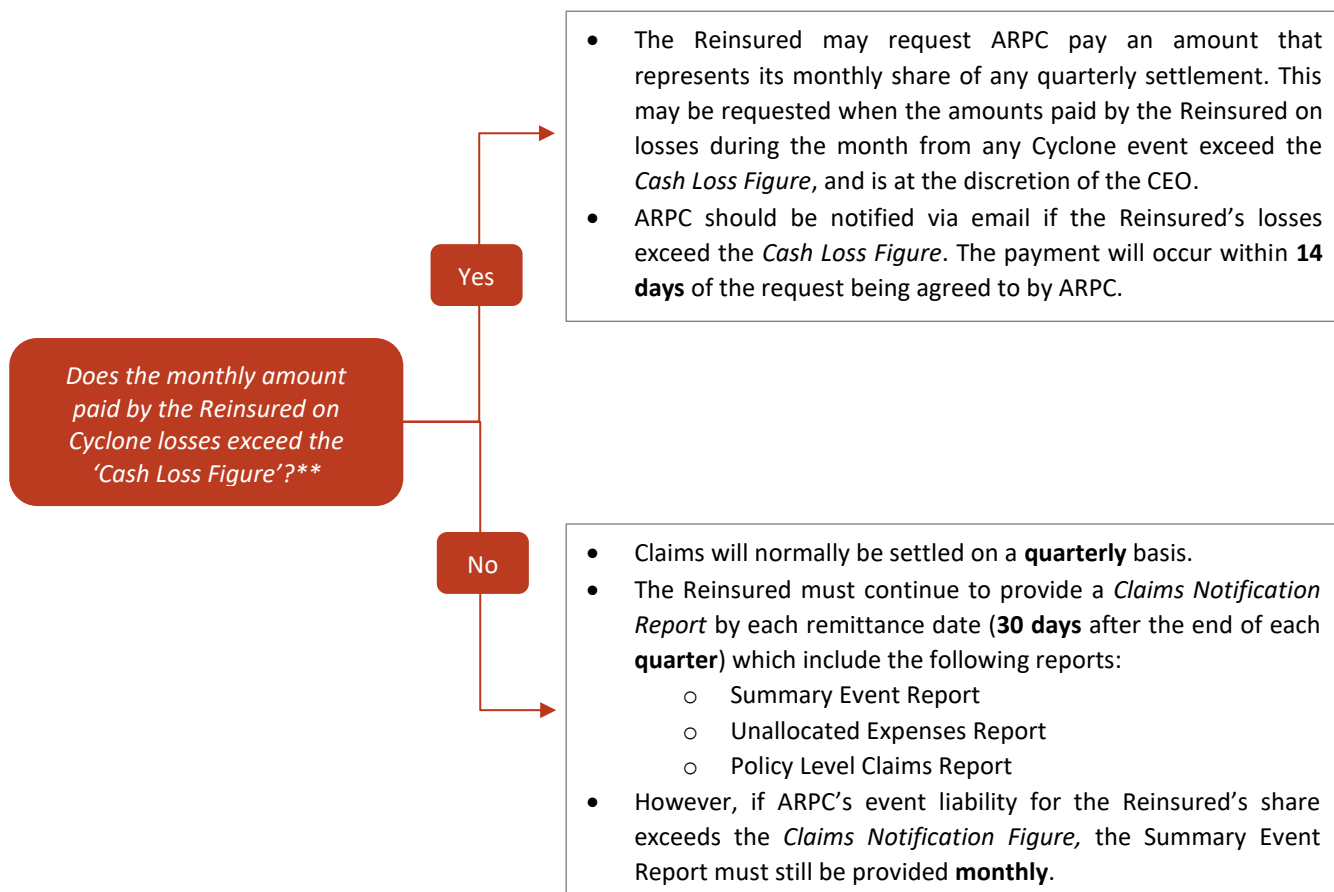 • The Reinsured may request ARPC pay an amount that
represents its monthly share of any quarterly settlement. This
may be requested when the amounts paid by the Reinsured on
losses during the month from any Cyclone event exceed the
Cash Loss Figure, and is at the discretion of the CEO.
• ARPC should be notified via email if the Reinsured’s losses
exceed the Cash Loss Figure. The payment will occur within 14
days of the request being agreed to by ARPC.
Yes
Does the monthly amount
paid by the Reinsured on
Cyclone losses exceed the
‘Cash Loss Figure’?**
No
• Claims will normally be settled on a quarterly basis.
• The Reinsured must continue to provide a Claims Notification
Report by each remittance date (30 days after the end of each
quarter) which include the following reports:
o Summary Event Report
o Unallocated Expenses Report
o Policy Level Claims Report
• However, if ARPC’s event liability for the Reinsured’s share
exceeds the Claims Notification Figure, the Summary Event
Report must still be provided monthly.